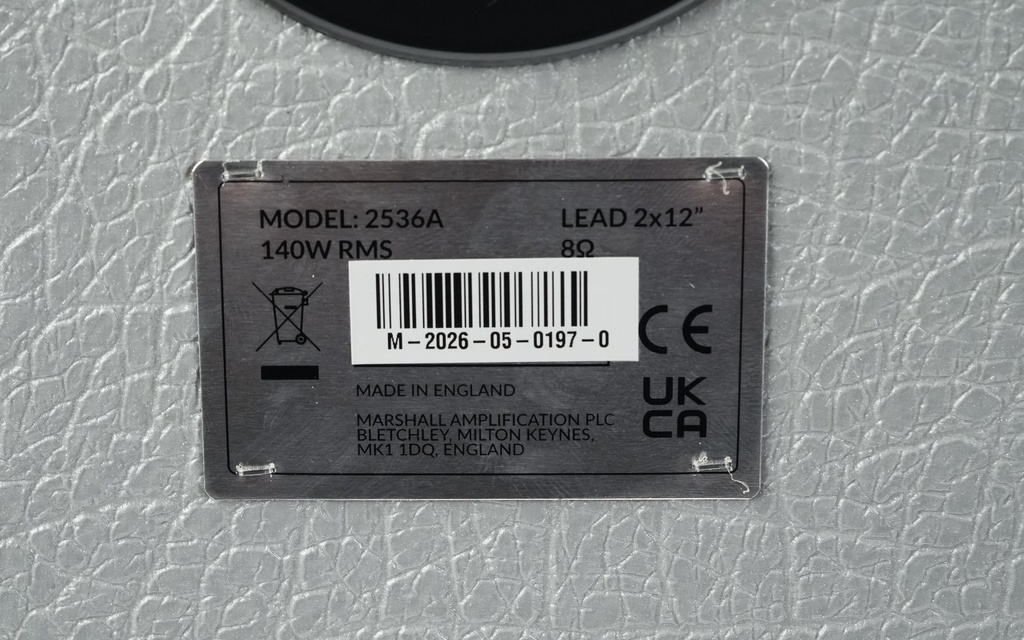 MODEL: 2536A LEAD 2x12”
140W RMS 8Ω
M-2026-05-0197-0
CE
MADE IN ENGLAND
UK
CA
MARSHALL AMPLIFICATION PLC
BLETCHLEY, MILTON KEYNES,
MK1 1DQ, ENGLAND